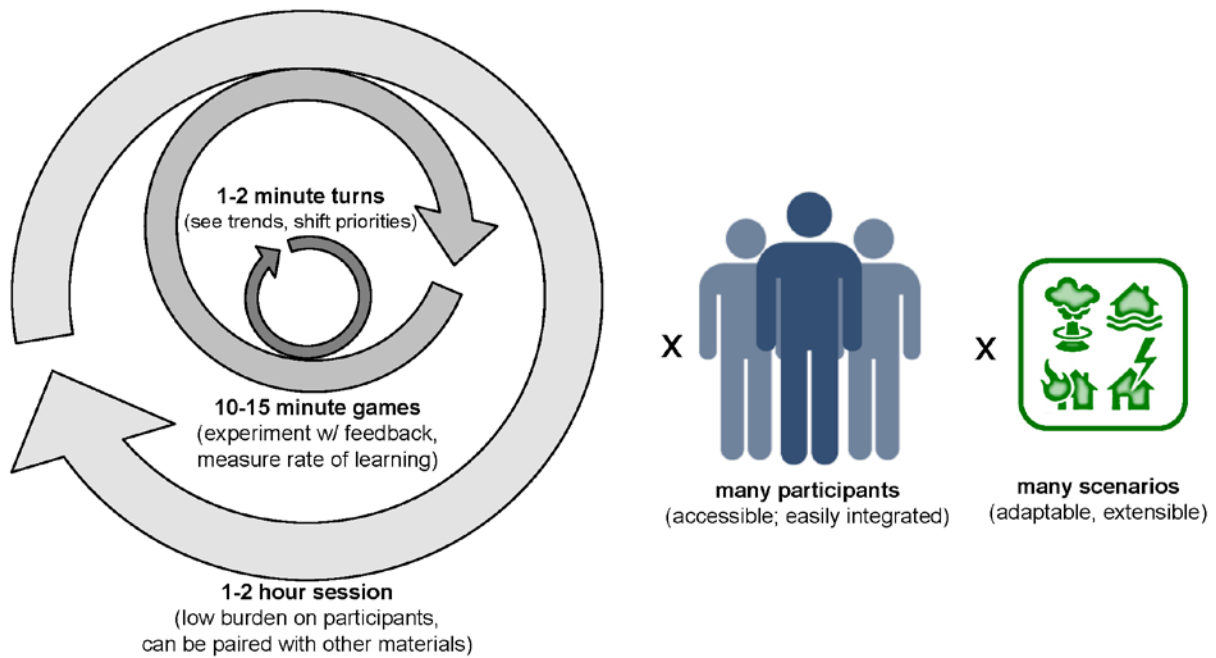 1-2 minute turns
(see trends, shift priorities)
10-15 minute games
(experiment w/ feedback,
measure rate of learning)
1-2 hour session
(low burden on participants,
can be paired with other materials)
X
many participants
(accessible; easily integrated)
X
many scenarios
(adaptable, extensible)